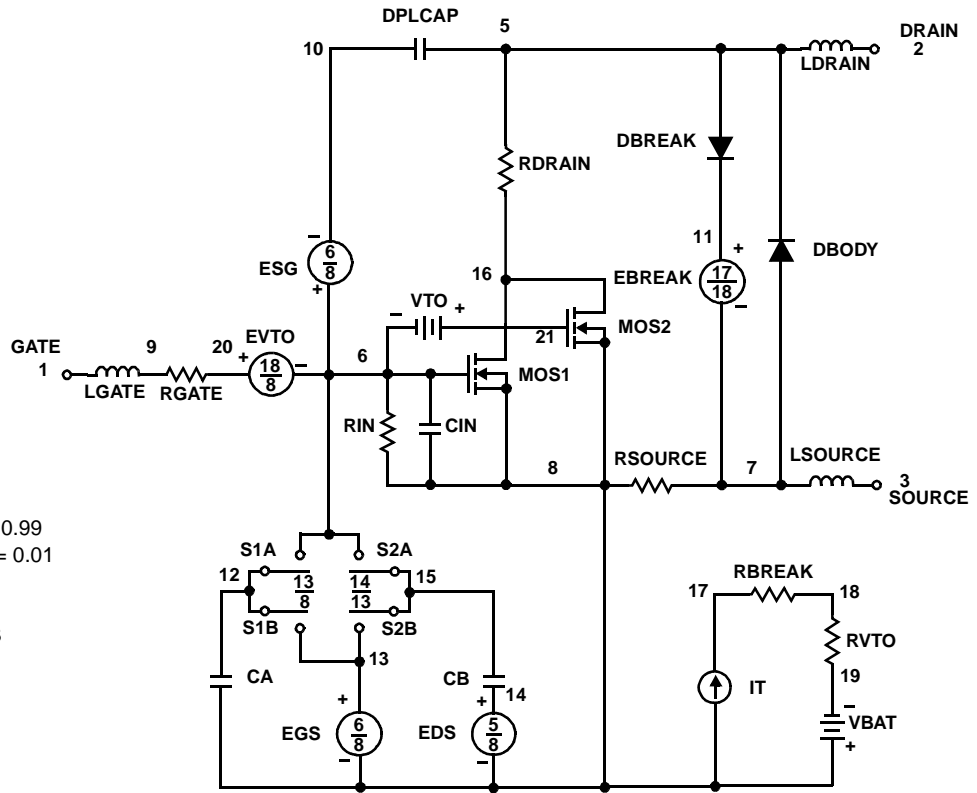 DPLCAP
5
10
DRAIN
2
LDRAIN
DBREAK
RDRAIN
11
+
−
ESG
6
8
+
16
EBREAK
17
18
−
DBODY
VTO
−
+
21
MOS2
GATE
1
9
20
EVTO
+
18
8
−
6
LGATE
RGATE
MOS1
RIN
CIN
8
RSOURCE
7
LSOURCE
3
SOURCE
0.99
= 0.01
S1A
S2A
12
13
8
14
13
15
S1B
S2B
13
CA
CB
14
+
EGS
6
8
−
+
EDS
5
8
−
RBREAK
17
18
RVTO
19
IT
−
VBAT
+